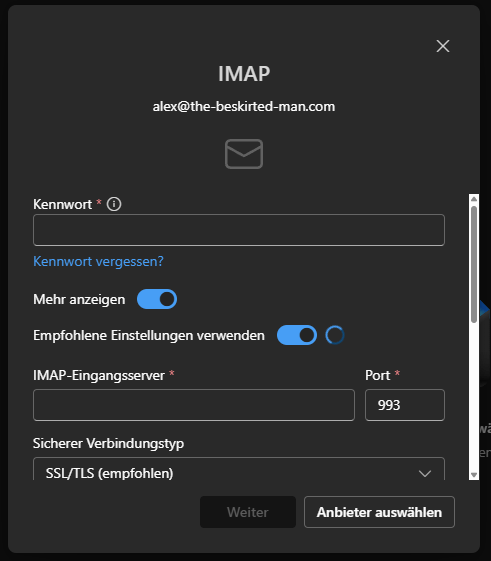 IMAP
alex@the-beskirted-man.com
Kennwort *
Kennwort vergessen?
Mehr anzeigen
Empfohlene Einstellungen verwenden
IMAP-Eingangsserver * Port *
993
Sicherer Verbindungstyp
SSL/TLS (empfohlen)
Weiter Anbieter auswählen